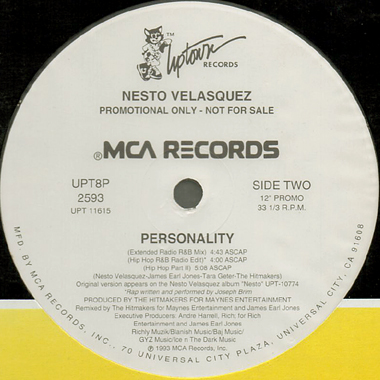 TM
Uptown
RECORDS
NESTO VELASQUEZ
PROMOTIONAL ONLY - NOT FOR SALE
®MCA RECORDS
UPT8P
2593
UPT 11615
SIDE TWO
12" PROMO
33 1/3 R.P.M.
PERSONALITY
(Extended Radio R&B Mix) 4:43 ASCAP
(Hip Hop R&B Radio Edit)* 4:00 ASCAP
(Hip Hop Part II) 5:08 ASCAP
(Nesto Velasquez-James Earl Jones-Taris Geter-The Hitmakers)
Original version appears on the Nesto Velasquez album "Nesto" UPT-10774
*Rap written and performed by Joseph Brim
PRODUCED BY THE HITMAKERS FOR MAYNES ENTERTAINMENT
Remixed by The Hitmakers for Maynes Entertainment and James Earl Jones
Executive Producers: Andre Harrell, Rich, for Rich
Entertainment and James Earl Jones
Richly Muzik/Banish Music/Baj Music/
GYZ Music/Ice n The Dark Music
℗ 1993 MCA Records, Inc.
MFD. BY MCA RECORDS, INC., 70 UNIVERSAL CITY PLAZA, UNIVERSAL CITY, CA 91608